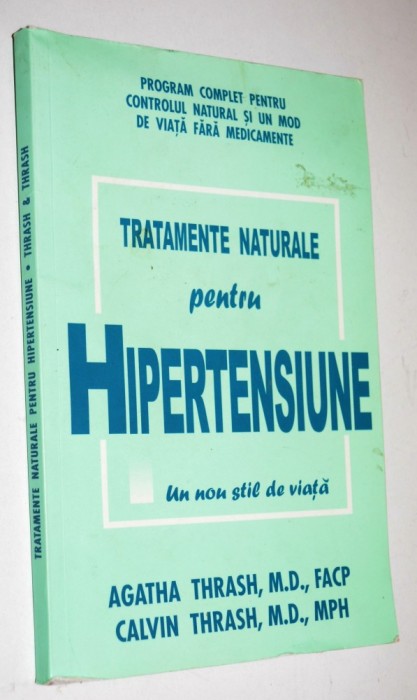 PROGRAM COMPLET PENTRU
CONTROLUL NATURAL ȘI UN MOD
DE VIAȚĂ FĂRĂ MEDICAMENTE
TRATAMENTE NATURALE
pentru
HIPERTENSIUNE
Un nou stil de viață
AGATHA THRASH, M.D., FACP
CALVIN THRASH, M.D., MPH
TRATAMENTE NATURALE PENTRU HIPERTENSIUNE • THRASH & THRASH